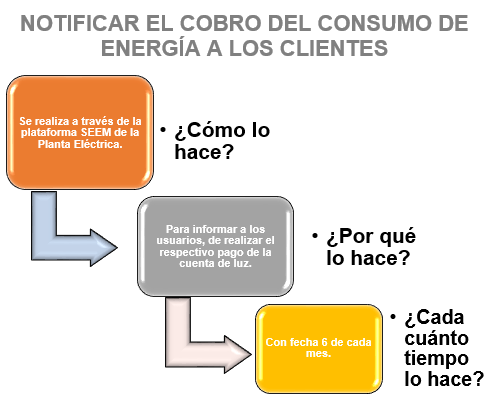 NOTIFICAR EL COBRO DEL CONSUMO DE
ENERGÍA A LOS CLIENTES
Se realiza a través de la
plataforma SEEM de la
Planta Eléctrica.
• ¿Cómo lo
hace?
Para informar a los
usuarios, de realizar el
respectivo pago de la
cuenta de luz.
• ¿Por qué
lo hace?
Con fecha 6 de cada
mes.
• ¿Cada
cuánto
tiempo
lo hace?